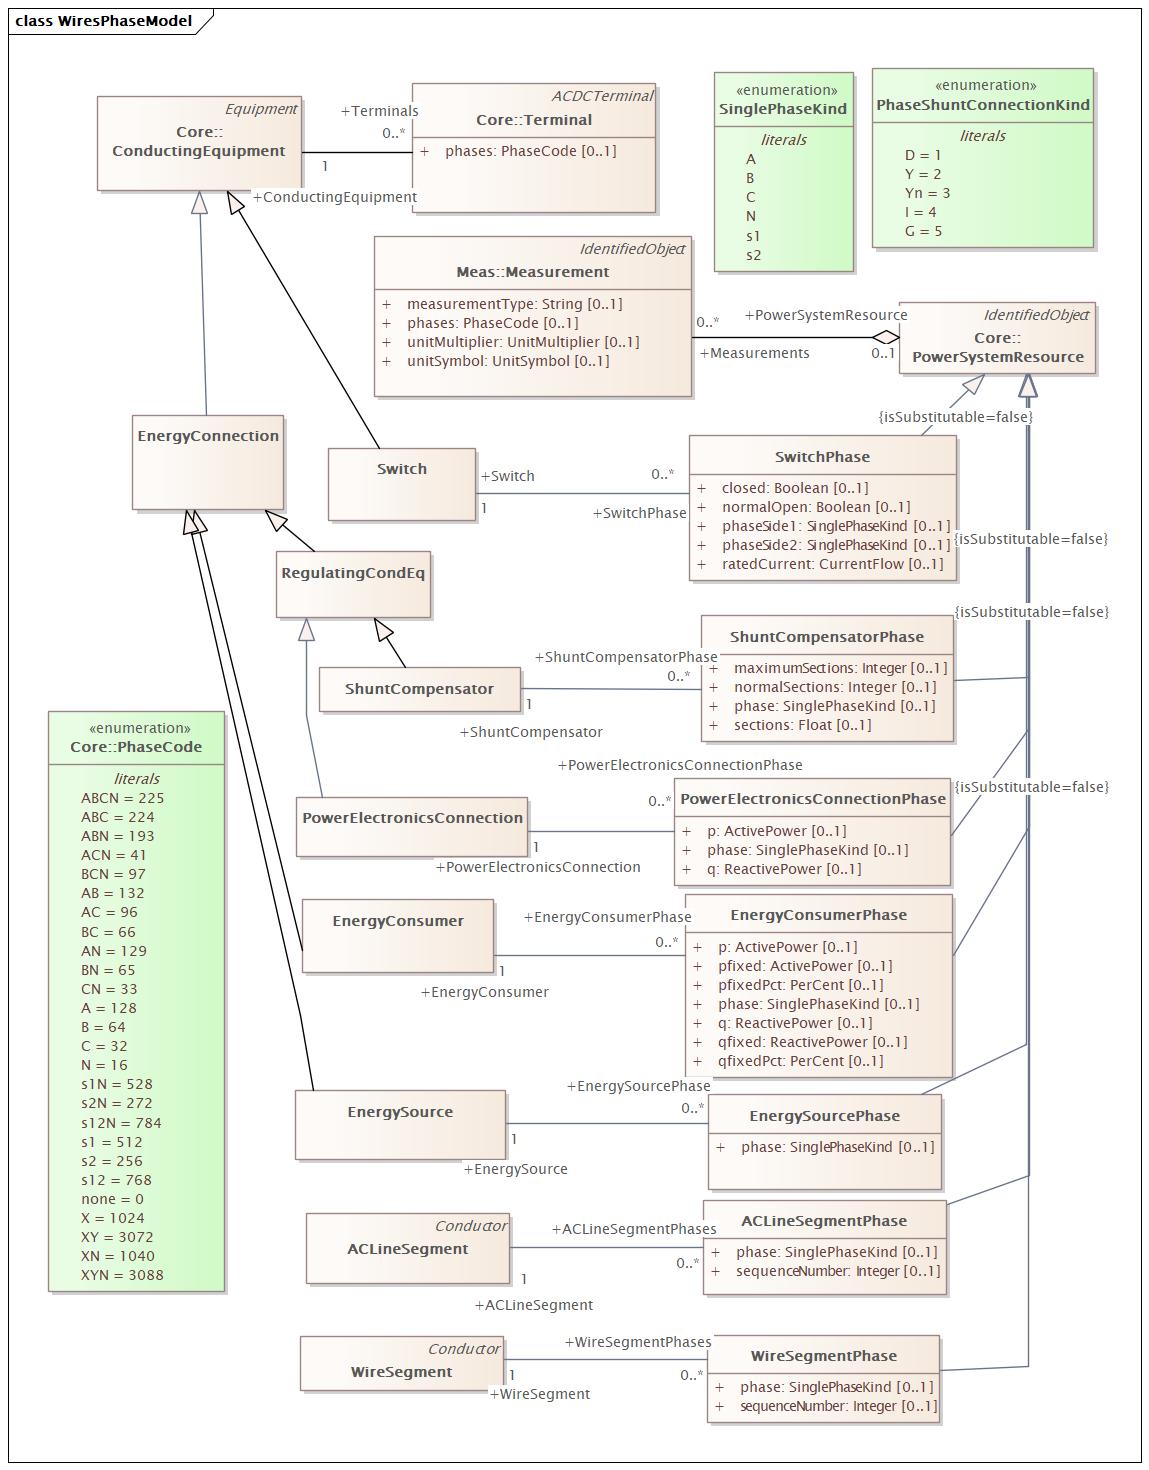 class WiresPhaseModel
Equipment
Core::
ConductingEquipment
+Terminals
0..*
1
+ConductingEquipment
ACDCTerminal
Core::Terminal
+ phases: PhaseCode [0..1]
«enumeration»
SinglePhaseKind
literals
A
B
C
N
s1
s2
«enumeration»
PhaseShuntConnectionKind
literals
D = 1
Y = 2
Yn = 3
I = 4
G = 5
IdentifiedObject
Meas::Measurement
+ measurementType: String [0..1]
+ phases: PhaseCode [0..1]
+ unitMultiplier: UnitMultiplier [0..1]
+ unitSymbol: UnitSymbol [0..1]
0..*
+PowerSystemResource
+Measurements
0..1
IdentifiedObject
Core::
PowerSystemResource
{isSubstitutable=false}
EnergyConnection
Switch
+Switch
0..*
1
+SwitchPhase
SwitchPhase
+ closed: Boolean [0..1]
+ normalOpen: Boolean [0..1]
+ phaseSide1: SinglePhaseKind [0..1]
+ phaseSide2: SinglePhaseKind [0..1]
+ ratedCurrent: CurrentFlow [0..1]
{isSubstitutable=false}
RegulatingCondEq
{isSubstitutable=false}
ShuntCompensator
+ShuntCompensatorPhase
0..*
1
+ShuntCompensator
ShuntCompensatorPhase
+ maximumSections: Integer [0..1]
+ normalSections: Integer [0..1]
+ phase: SinglePhaseKind [0..1]
+ sections: Float [0..1]
«enumeration»
Core::PhaseCode
literals
ABCN = 225
ABC = 224
ABN = 193
ACN = 41
BCN = 97
AB = 132
AC = 96
BC = 66
AN = 129
BN = 65
CN = 33
A = 128
B = 64
C = 32
N = 16
s1N = 528
s2N = 272
s12N = 784
s1 = 512
s2 = 256
s12 = 768
none = 0
X = 1024
XY = 3072
XN = 1040
XYN = 3088
PowerElectronicsConnection
+PowerElectronicsConnectionPhase
0..*
1
+PowerElectronicsConnection
PowerElectronicsConnectionPhase
+ p: ActivePower [0..1]
+ phase: SinglePhaseKind [0..1]
+ q: ReactivePower [0..1]
{isSubstitutable=false}
EnergyConsumer
+EnergyConsumerPhase
0..*
1
+EnergyConsumer
EnergyConsumerPhase
+ p: ActivePower [0..1]
+ pfixed: ActivePower [0..1]
+ pfixedPct: PerCent [0..1]
+ phase: SinglePhaseKind [0..1]
+ q: ReactivePower [0..1]
+ qfixed: ReactivePower [0..1]
+ qfixedPct: PerCent [0..1]
EnergySource
+EnergySourcePhase
0..*
1
+EnergySource
EnergySourcePhase
+ phase: SinglePhaseKind [0..1]
Conductor
ACLineSegment
+ACLineSegmentPhases
0..*
1
+ACLineSegment
ACLineSegmentPhase
+ phase: SinglePhaseKind [0..1]
+ sequenceNumber: Integer [0..1]
Conductor
WireSegment
+WireSegmentPhases
0..*
1
+WireSegment
WireSegmentPhase
+ phase: SinglePhaseKind [0..1]
+ sequenceNumber: Integer [0..1]